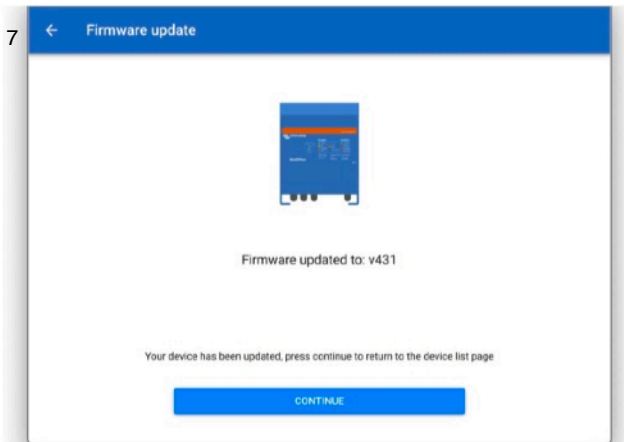 7
Firmware update
Firmware updated to: v431
Your device has been updated, press continue to return to the device list page
CONTINUE